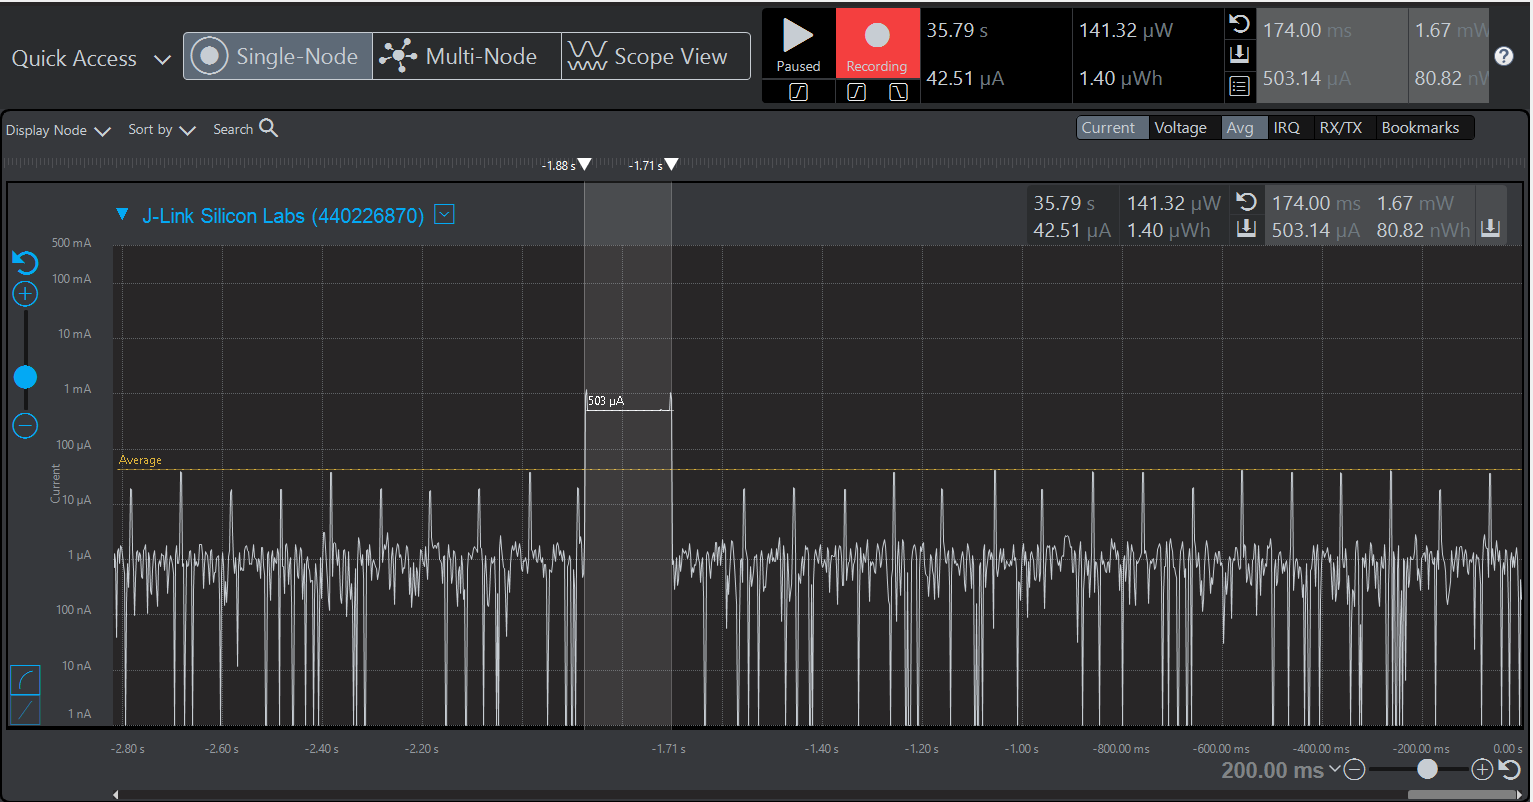 Quick Access
Single-Node
Multi-Node
Scope View
Paused
Recording
35.79 s
42.51 µA
141.32 µW
1.40 µWh
174.00 ms
503.14 µA
1.67 mW
80.82 nW
?
Display Node
Sort by
Search
Current
Voltage
Avg
IRQ
RX/TX
Bookmarks
-1.88 s
-1.71 s
J-Link Silicon Labs (440226870)
35.79 s
42.51 µA
141.32 µW
1.40 µWh
174.00 ms
503.14 µA
1.67 mW
80.82 nWh
500 mA
100 mA
10 mA
1 mA
100 µA
10 µA
1 µA
100 nA
10 nA
1 nA
Current
Average
503 µA
-2.80 s
-2.60 s
-2.40 s
-2.20 s
-1.71 s
-1.40 s
-1.20 s
-1.00 s
-800.00 ms
-600.00 ms
-400.00 ms
-200.00 ms
0.00 s
200.00 ms